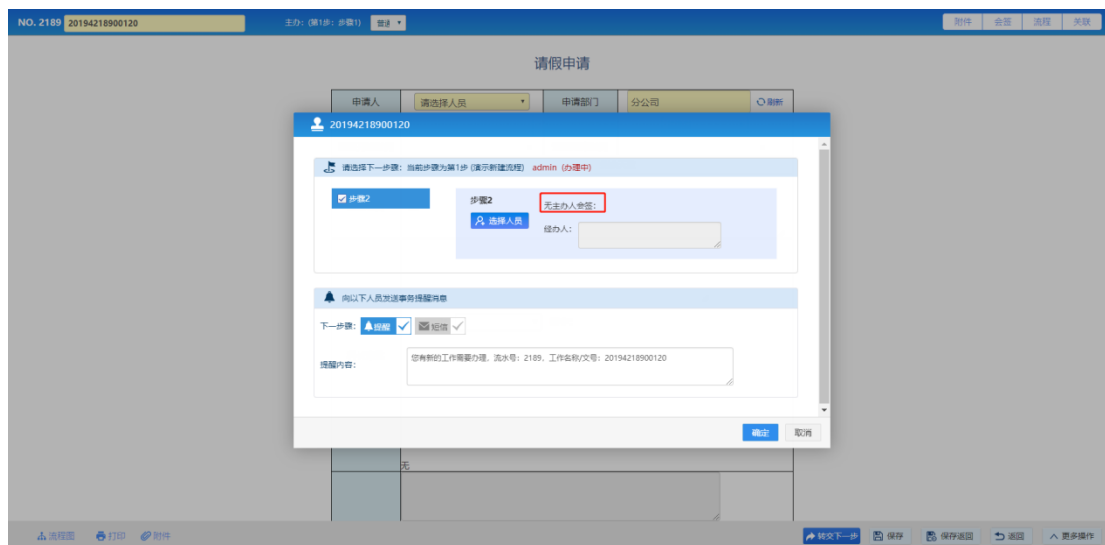 NO. 2189 20194218900120 主办: (第1步: 步骤1) 普通 附件 会签 流程 关联
请假申请
申请人 请选择人员 申请部门 分公司 刷新
20194218900120
请选择下一步骤: 当前步骤为第1步 (演示新建流程) admin (办理中)
步骤2 步骤2 无主办人会签:
选择人员 经办人:
向以下人员发送事务提醒消息
下一步骤: 提醒 短信
提醒内容: 您有新的工作需要办理, 流水号: 2189, 工作名称/文号: 20194218900120
确定 取消
无
流程图 打印 附件 转交下一步 保存 保存返回 返回 更多操作